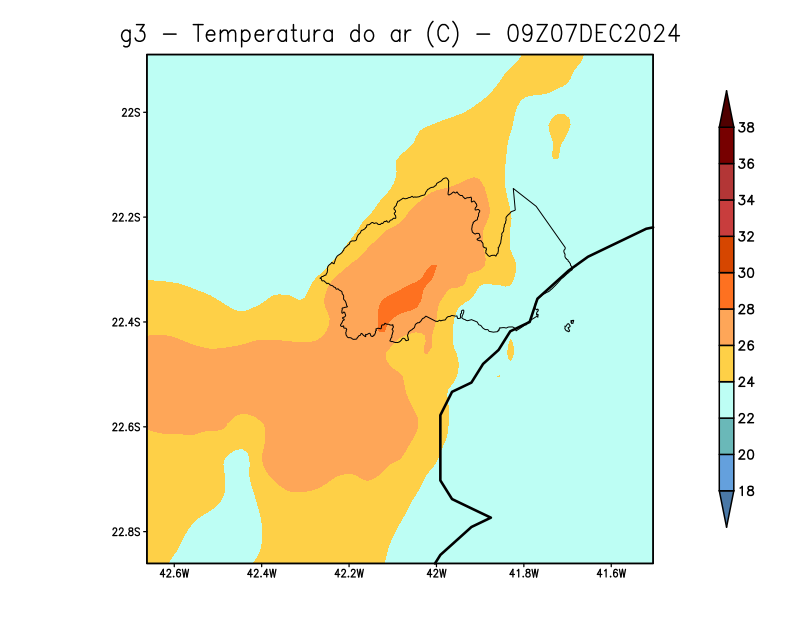 g3 - Temperatura do ar (C) - 09Z07DEC2024
22S
22.2S
22.4S
22.6S
22.8S
42.6W
42.4W
42.2W
42W
41.8W
41.6W
38
36
34
32
30
28
26
24
22
20
18